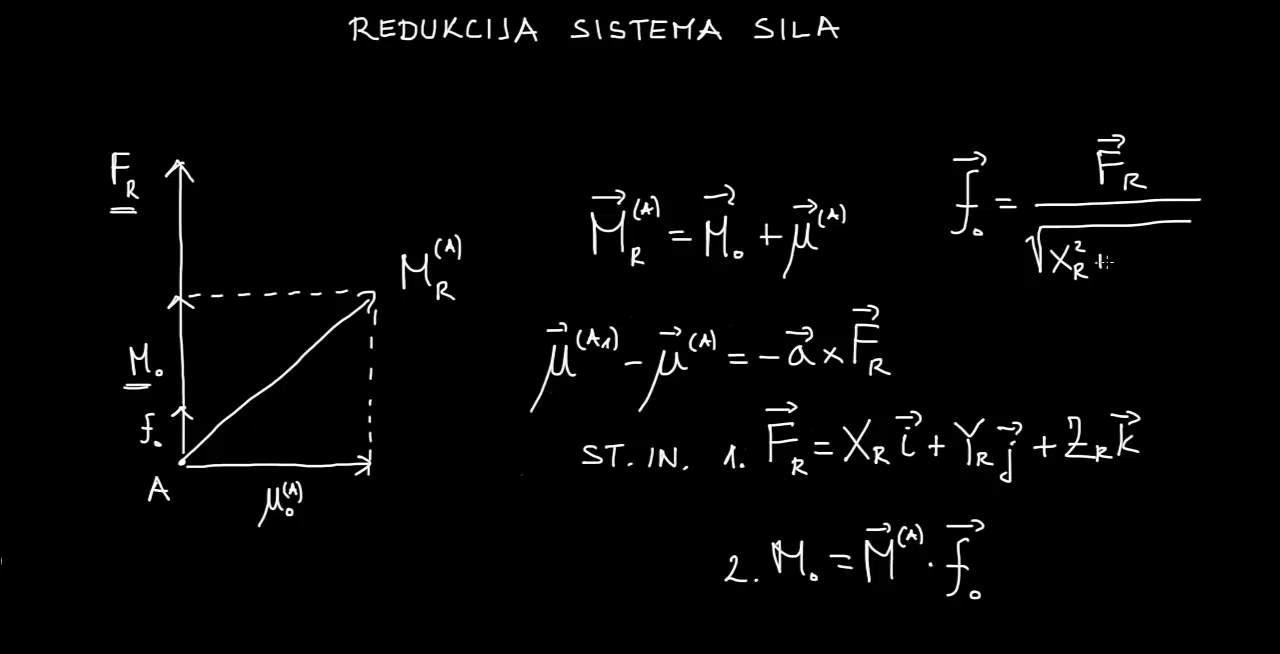 REDUKCIJA SISTEMA SILA
F_R
M_R^(A)
M_o
f_o
A
μ_o^(A)
M⃗_R^(A) = M⃗_o + μ⃗^(A)
f⃗_o = F⃗_R / √(X_R² +
μ⃗^(A1) - μ⃗^(A) = -a⃗ × F⃗_R
ST. IN. 1. F⃗_R = X_R i⃗ + Y_R j⃗ + Z_R k⃗
2. M_o = M⃗^(A) · f⃗_o